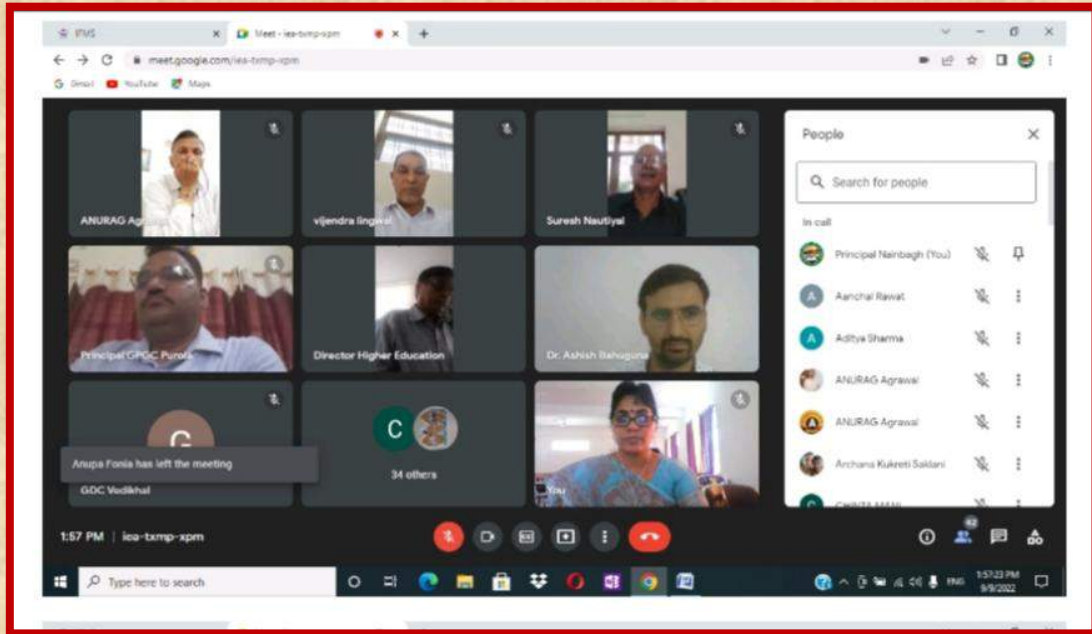 IFMS
Meet - iea-txmp-xpm
meet.google.com/iea-txmp-xpm
Gmail
YouTube
Maps
ANURAG Ag
vijendra lingwal
Suresh Nautiyal
People
Search for people
In call
Principal Nainbagh (You)
Aanchal Rawat
A
Aditya Sharma
A
ANURAG Agrawal
ANURAG Agrawal
Archana Kukreti Saklani
CHINTA MANI
C
Principal GPGC Purola
Director Higher Education
Dr. Ashish Bahuguna
G
Anupa Fonia has left the meeting
GDC Vedikhal
C
34 others
You
1:57 PM | iea-txmp-xpm
42
Type here to search
ENG
1:57:23 PM
9/9/2022